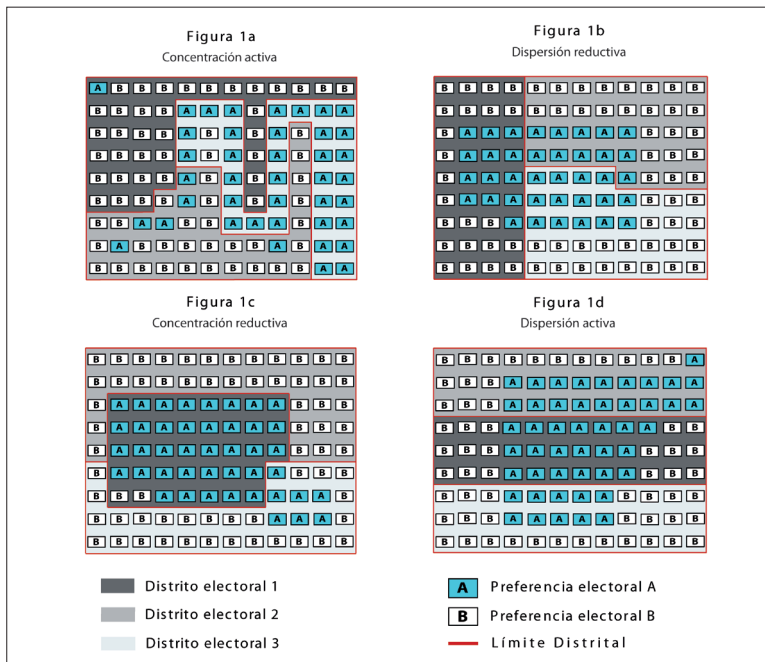 Figura 1a
Concentración activa
A B B B B B B B B B B B
B B B B A A A B A A A A
B B B B A B A B A B A A
B B B B A B A B A B A A
B B B B A B A B A B A A
B B B B A B A B A B A A
B B A A B B A A A B A A
B A B B B B B B A B A A
B B B B B B B B B B A A
Figura 1b
Dispersión reductiva
B B B B B B B B B B B B
B B B B B B B B B B B B
B A A A A A A A A B B B
B A A A A A A A A B B B
B A A A A A A A A B B B
B A A A A A A A A B B B
B B B A A A A A A B B B
B B B B B B B B B B B B
B B B B B B B B B B B B
Figura 1c
Concentración reductiva
B B B B B B B B B B B B
B B B B B B B B B B B B
B A A A A A A A A B B B
B A A A A A A A A B B B
B A A A A A A A A B B B
B A A A A A A A A B B B
B B B A A A A A A A A B
B B B B B B B B A A A B
B B B B B B B B B B B B
Figura 1d
Dispersión activa
B B B B B B B B B B B A
B B B A A A A A A A A A
B B B A A A A A A A A A
B B B A A A A A A A B B
B B B A A A A A A B B B
B B B A A A A A A B B B
B B B A A A A A B B B B
B B B A A A A A B B B B
B B B B B B B B B B B B
Distrito electoral 1
Distrito electoral 2
Distrito electoral 3
A Preferencia electoral A
B Preferencia electoral B
Límite Distrital